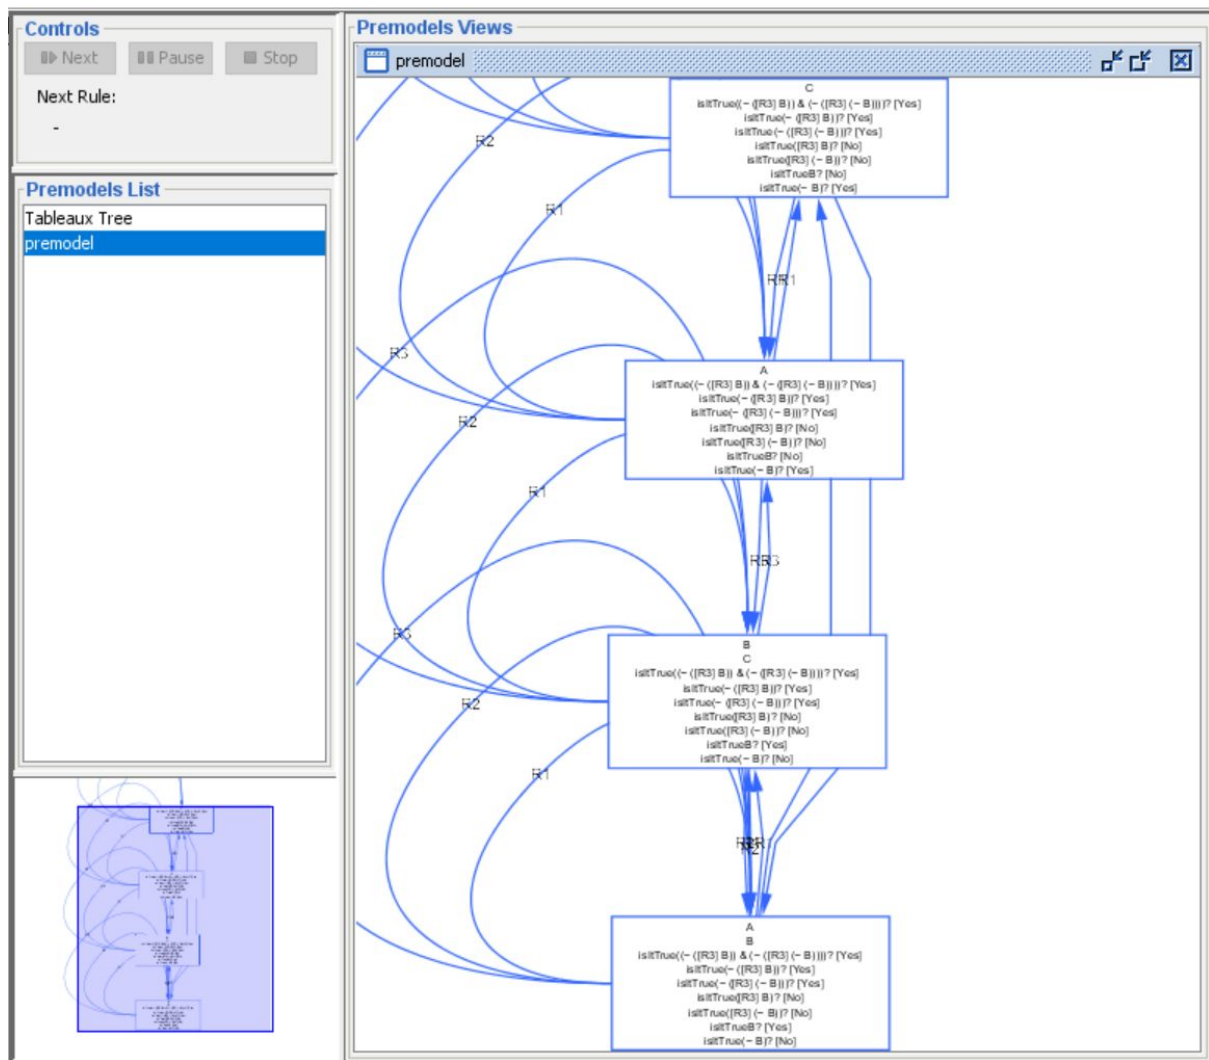 Controls
Next
Pause
Stop
Next Rule:
-
Premodels List
Tableaux Tree
premodel
Premodels Views
premodel
C
isItTrue((~ ([R3] B)) & (~ ([R3] (~ B))))? [Yes]
isItTrue(~ ([R3] B))? [Yes]
isItTrue(~ ([R3] (~ B)))? [Yes]
isItTrue([R3] B)? [No]
isItTrue([R3] (~ B))? [No]
isItTrueB? [No]
isItTrue(~ B)? [Yes]
R2
R1
R1
A
isItTrue((~ ([R3] B)) & (~ ([R3] (~ B))))? [Yes]
isItTrue(~ ([R3] B))? [Yes]
isItTrue(~ ([R3] (~ B)))? [Yes]
isItTrue([R3] B)? [No]
isItTrue([R3] (~ B))? [No]
isItTrueB? [No]
isItTrue(~ B)? [Yes]
R3
R2
R1
R3
B
C
isItTrue((~ ([R3] B)) & (~ ([R3] (~ B))))? [Yes]
isItTrue(~ ([R3] B))? [Yes]
isItTrue(~ ([R3] (~ B)))? [Yes]
isItTrue([R3] B)? [No]
isItTrue([R3] (~ B))? [No]
isItTrueB? [Yes]
isItTrue(~ B)? [No]
R3
R2
R1
A
B
isItTrue((~ ([R3] B)) & (~ ([R3] (~ B))))? [Yes]
isItTrue(~ ([R3] B))? [Yes]
isItTrue(~ ([R3] (~ B)))? [Yes]
isItTrue([R3] B)? [No]
isItTrue([R3] (~ B))? [No]
isItTrueB? [Yes]
isItTrue(~ B)? [No]